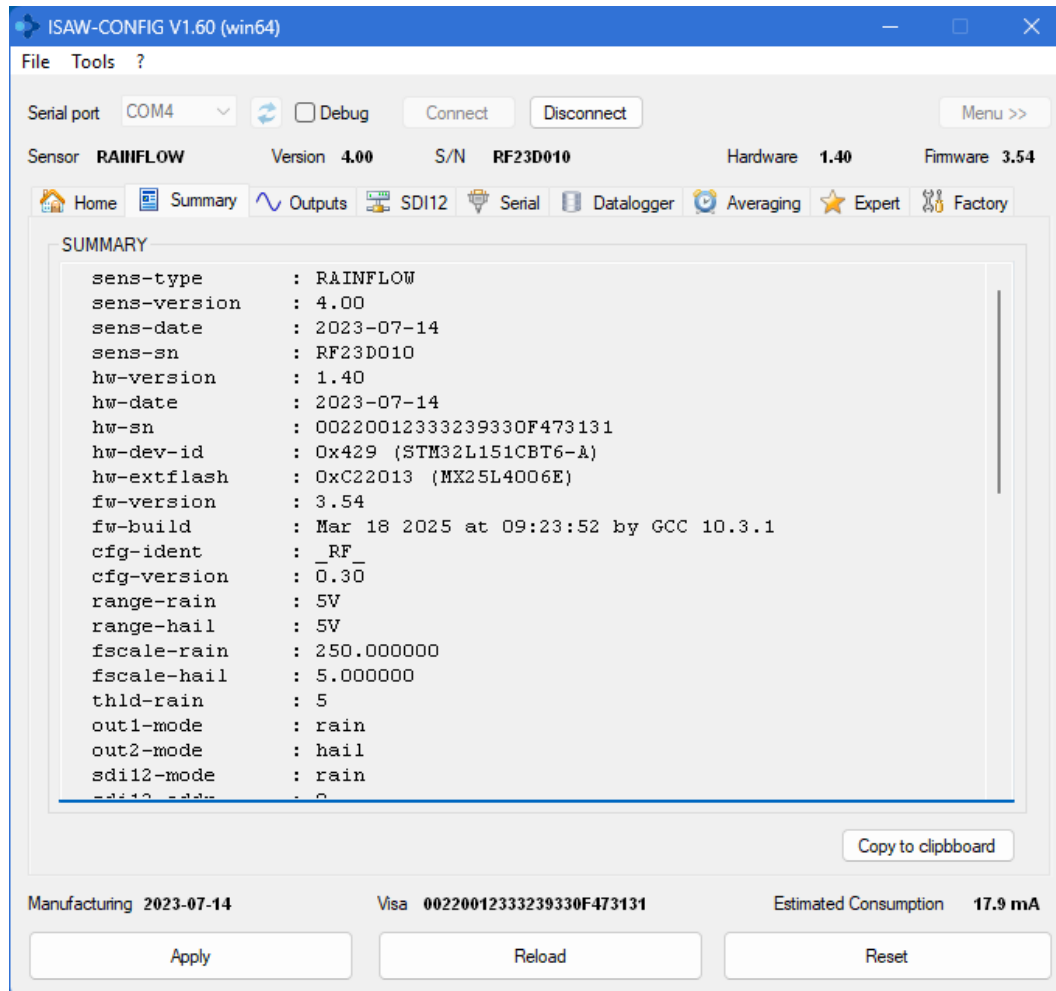 ISAW-CONFIG V1.60 (win64)
File Tools ?
Serial port COM4 Debug Connect Disconnect Menu >>
Sensor RAINFLOW Version 4.00 S/N RF23D010 Hardware 1.40 Firmware 3.54
Home Summary Outputs SDI12 Serial Datalogger Averaging Expert Factory
SUMMARY
sens-type : RAINFLOW
sens-version : 4.00
sens-date : 2023-07-14
sens-sn : RF23D010
hw-version : 1.40
hw-date : 2023-07-14
hw-sn : 00220012333239330F473131
hw-dev-id : 0x429 (STM32L151CBT6-A)
hw-extflash : 0xC22013 (MX25L4006E)
fw-version : 3.54
fw-build : Mar 18 2025 at 09:23:52 by GCC 10.3.1
cfg-ident : _RF_
cfg-version : 0.30
range-rain : 5V
range-hail : 5V
fscale-rain : 250.000000
fscale-hail : 5.000000
thld-rain : 5
out1-mode : rain
out2-mode : hail
sdi12-mode : rain
Copy to clipbboard
Manufacturing 2023-07-14 Visa 00220012333239330F473131 Estimated Consumption 17.9 mA
Apply Reload Reset